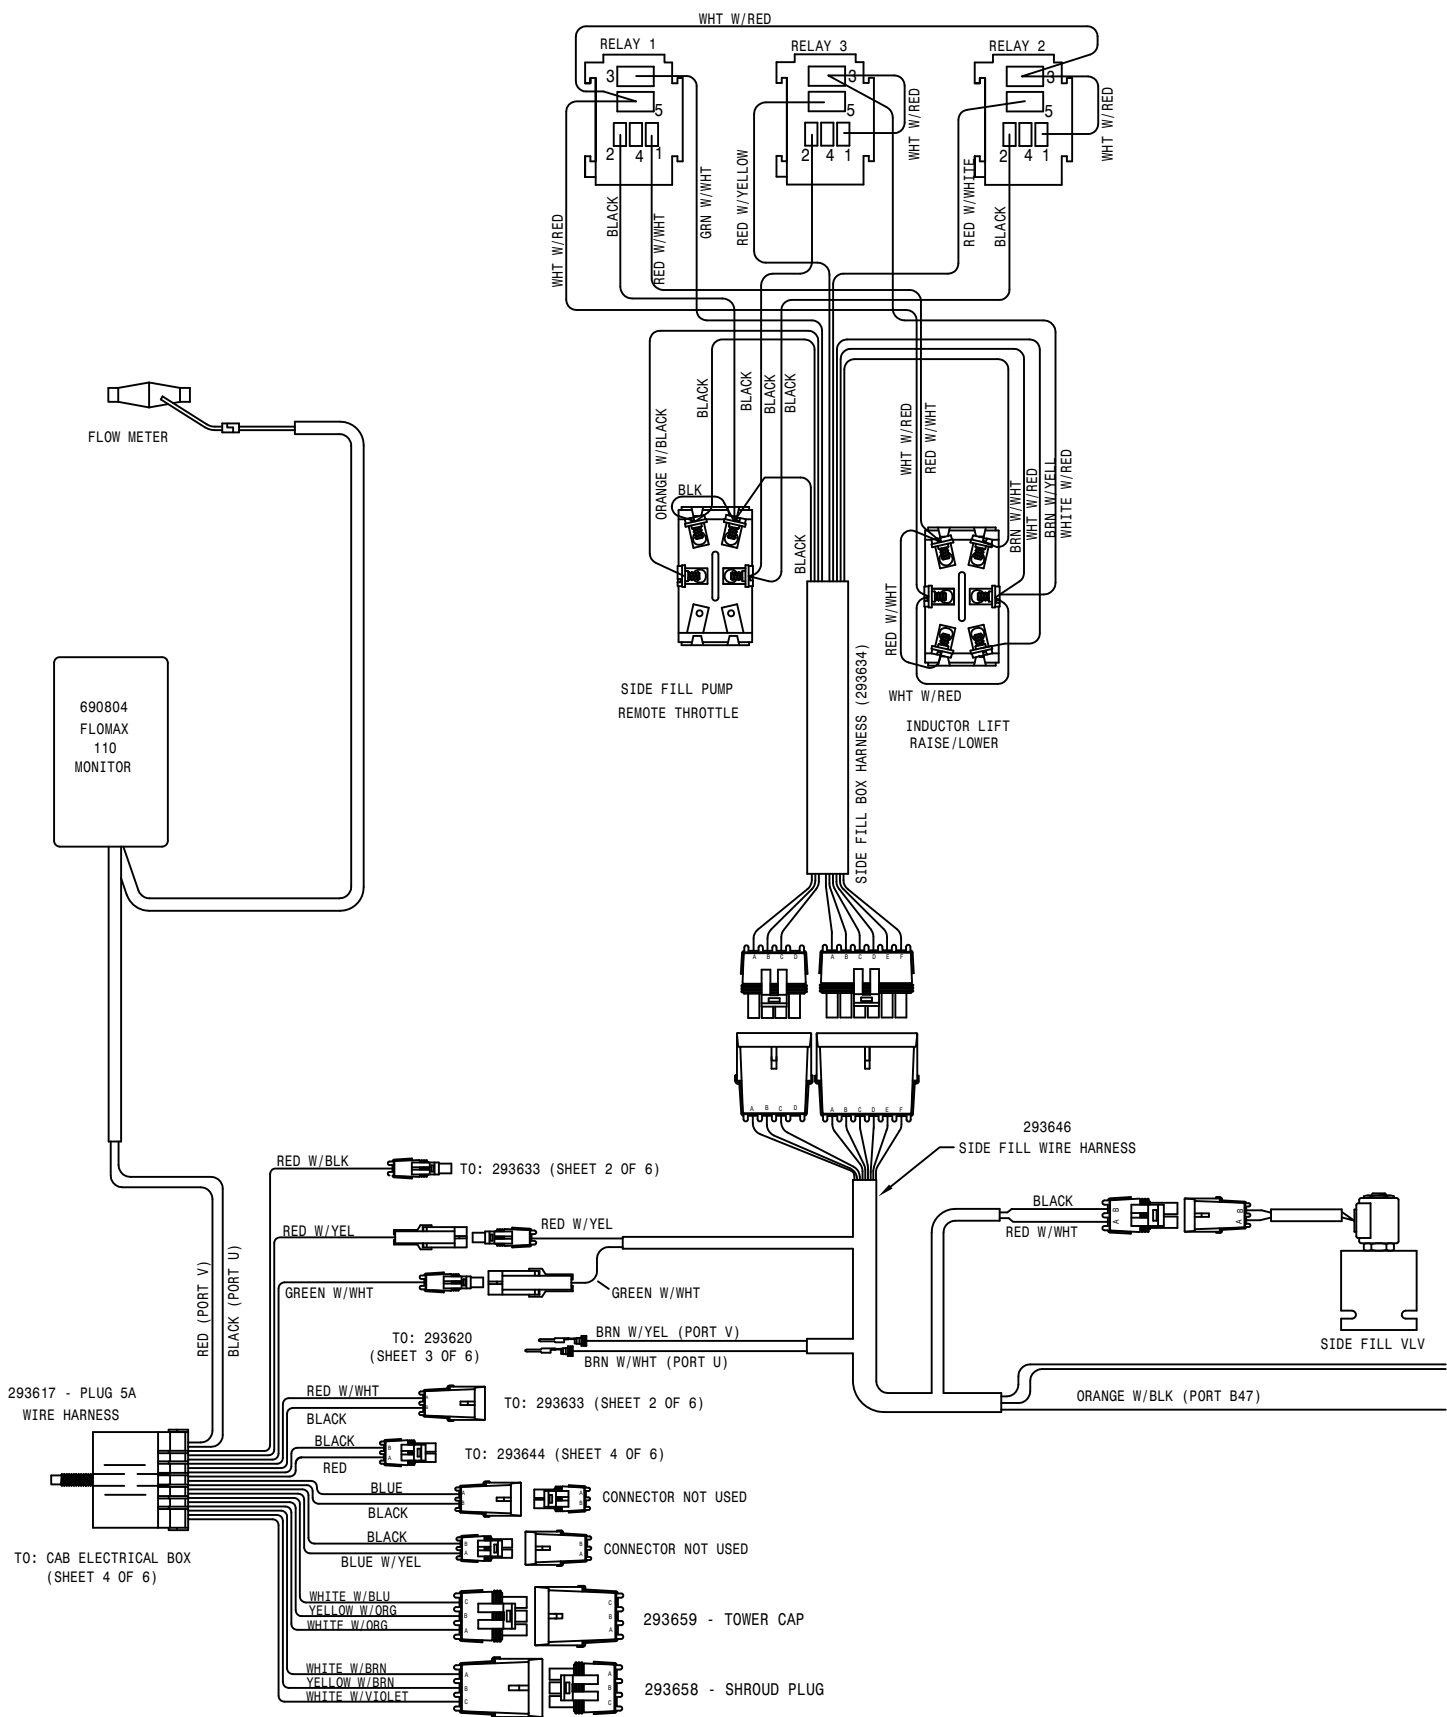 WHT W/RED
RELAY 1
RELAY 3
RELAY 2
3
5
2
4
1
3
5
2
4
1
3
5
2
4
1
WHT W/RED
WHT W/RED
WHT W/RED
BLACK
RED W/WHT
GRN W/WHT
RED W/YELLOW
RED W/WHITE
BLACK
FLOW METER
ORANGE W/BLACK
BLACK
BLACK
BLACK
BLACK
BLK
BLACK
WHT W/RED
RED W/WHT
BRN W/WHT
WHT W/RED
BRN W/YELL
WHITE W/RED
RED W/WHT
WHT W/RED
SIDE FILL PUMP
REMOTE THROTTLE
INDUCTOR LIFT
RAISE/LOWER
690804
FLOMAX
110
MONITOR
SIDE FILL BOX HARNESS (293634)
A B C D
A B C D E F
A B C D
A B C D E F
293646
SIDE FILL WIRE HARNESS
RED W/BLK
TO: 293633 (SHEET 2 OF 6)
RED W/YEL
RED W/YEL
GREEN W/WHT
GREEN W/WHT
BLACK
RED W/WHT
B
A
B
A
SIDE FILL VLV
RED (PORT V)
BLACK (PORT U)
TO: 293620
(SHEET 3 OF 6)
BRN W/YEL (PORT V)
BRN W/WHT (PORT U)
ORANGE W/BLK (PORT B47)
293617 - PLUG 5A
WIRE HARNESS
RED W/WHT
BLACK
TO: 293633 (SHEET 2 OF 6)
BLACK
RED
B
A
TO: 293644 (SHEET 4 OF 6)
BLUE
BLACK
A
B
A
B
CONNECTOR NOT USED
BLACK
BLUE W/YEL
B
A
B
A
CONNECTOR NOT USED
TO: CAB ELECTRICAL BOX
(SHEET 4 OF 6)
WHITE W/BLU
YELLOW W/ORG
WHITE W/ORG
C
B
A
C
B
A
293659 - TOWER CAP
WHITE W/BRN
YELLOW W/BRN
WHITE W/VIOLET
A
B
C
A
B
C
293658 - SHROUD PLUG